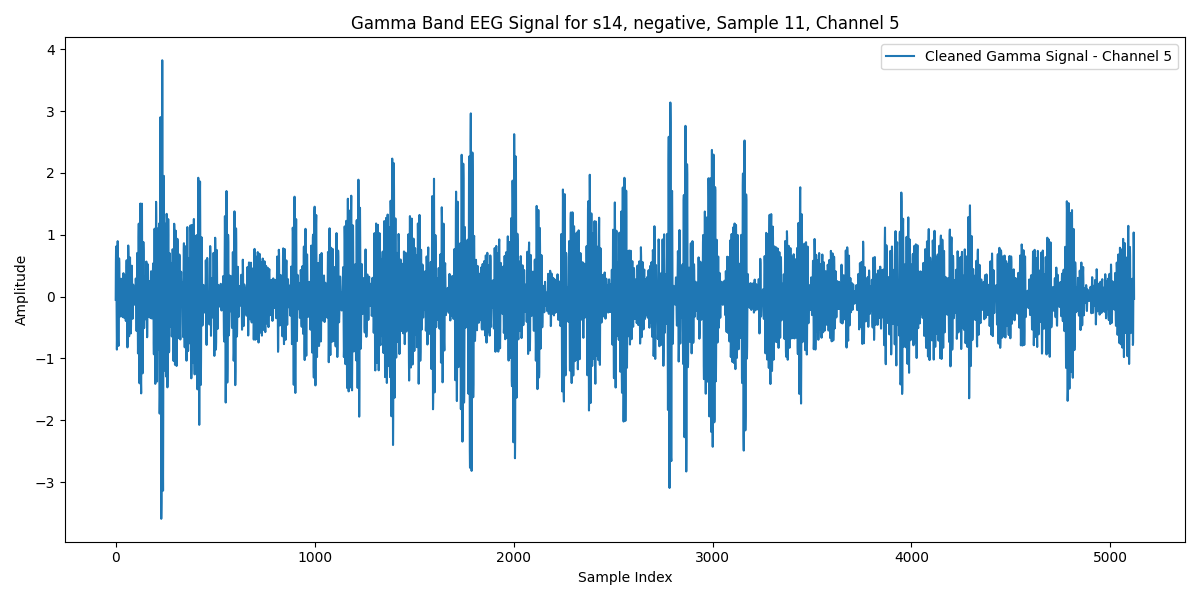 Gamma Band EEG Signal for s14, negative, Sample 11, Channel 5
Cleaned Gamma Signal - Channel 5
4
3
2
1
0
−1
−2
−3
Amplitude
0 1000 2000 3000 4000 5000
Sample Index